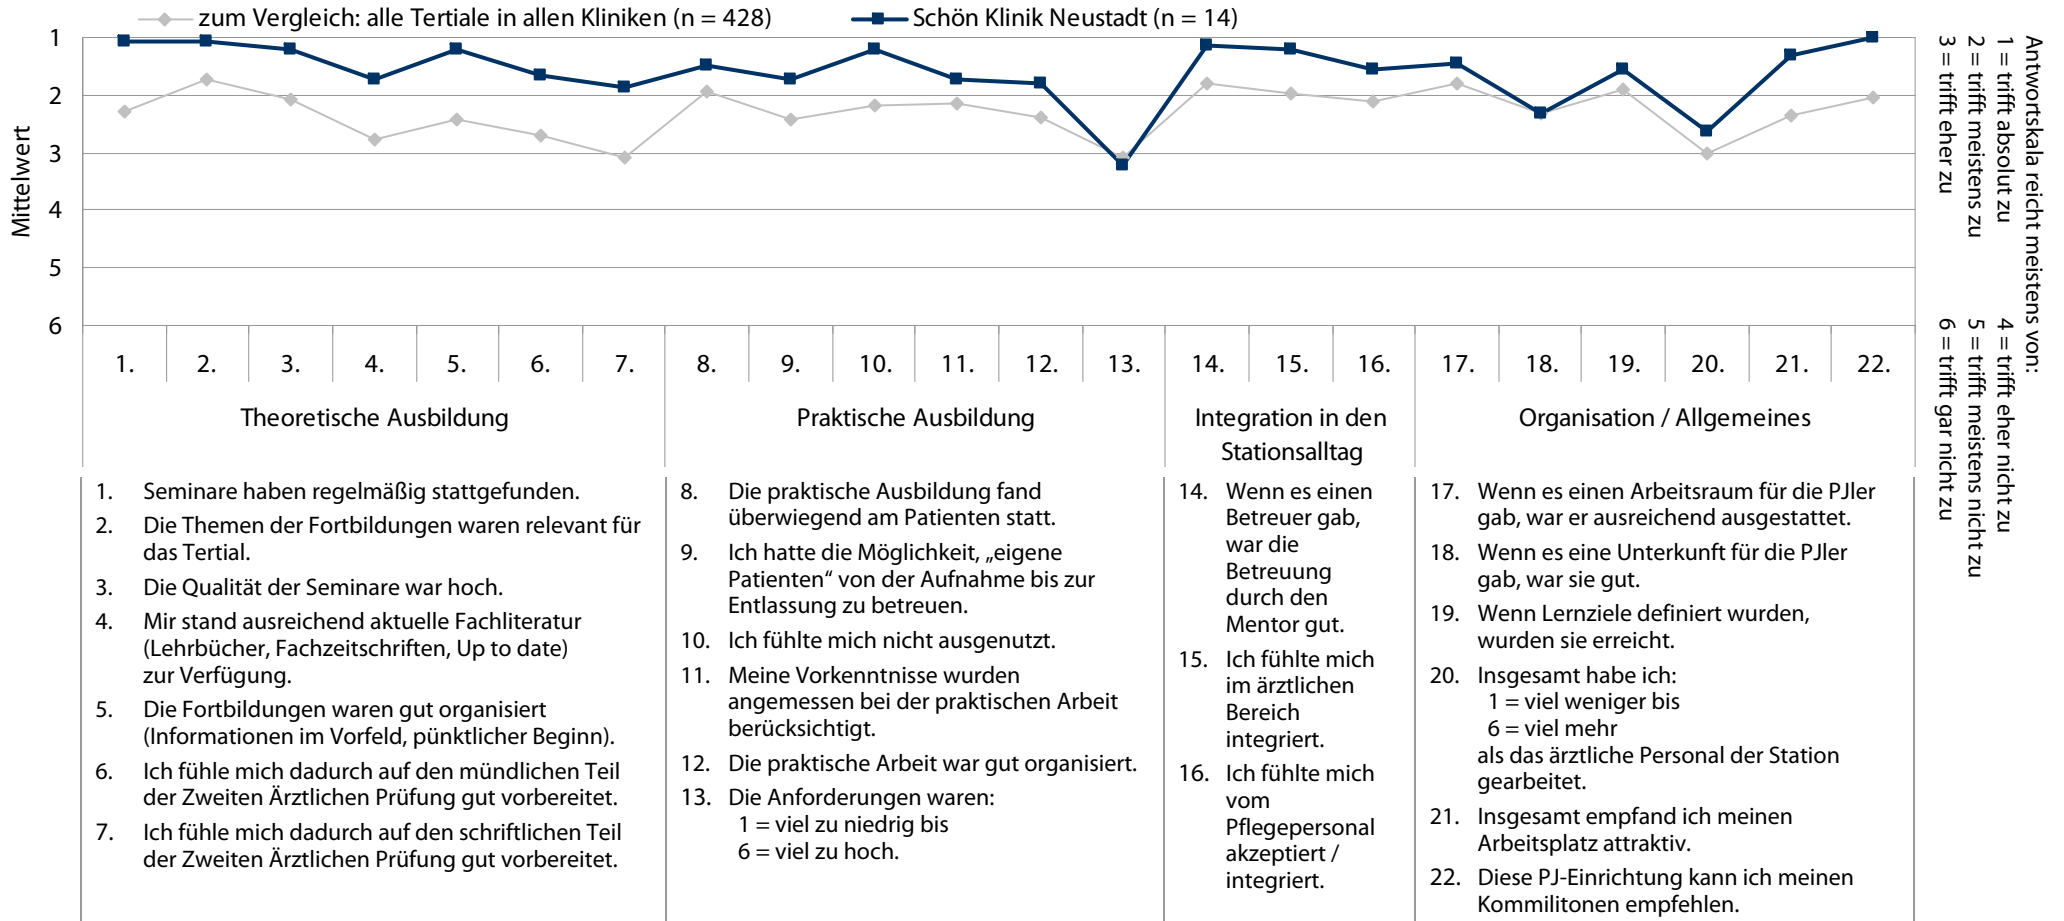 zum Vergleich: alle Tertiale in allen Kliniken (n = 428)
Schön Klinik Neustadt (n = 14)
Mittelwert
1
2
3
4
5
6
Antwortskala reicht meistens von:
1 = trifft absolut zu
2 = trifft meistens zu
3 = trifft eher zu
4 = trifft eher nicht zu
5 = trifft meistens nicht zu
6 = trifft gar nicht zu
1. 2. 3. 4. 5. 6. 7. 8. 9. 10. 11. 12. 13. 14. 15. 16. 17. 18. 19. 20. 21. 22.
Theoretische Ausbildung
Praktische Ausbildung
Integration in den
Stationsalltag
Organisation / Allgemeines
1. Seminare haben regelmäßig stattgefunden.
2. Die Themen der Fortbildungen waren relevant für
das Tertial.
3. Die Qualität der Seminare war hoch.
4. Mir stand ausreichend aktuelle Fachliteratur
(Lehrbücher, Fachzeitschriften, Up to date)
zur Verfügung.
5. Die Fortbildungen waren gut organisiert
(Informationen im Vorfeld, pünktlicher Beginn).
6. Ich fühle mich dadurch auf den mündlichen Teil
der Zweiten Ärztlichen Prüfung gut vorbereitet.
7. Ich fühle mich dadurch auf den schriftlichen Teil
der Zweiten Ärztlichen Prüfung gut vorbereitet.
8. Die praktische Ausbildung fand
überwiegend am Patienten statt.
9. Ich hatte die Möglichkeit, „eigene
Patienten“ von der Aufnahme bis zur
Entlassung zu betreuen.
10. Ich fühlte mich nicht ausgenutzt.
11. Meine Vorkenntnisse wurden
angemessen bei der praktischen Arbeit
berücksichtigt.
12. Die praktische Arbeit war gut organisiert.
13. Die Anforderungen waren:
1 = viel zu niedrig bis
6 = viel zu hoch.
14. Wenn es einen
Betreuer gab,
war die
Betreuung
durch den
Mentor gut.
15. Ich fühlte mich
im ärztlichen
Bereich
integriert.
16. Ich fühlte mich
vom
Pflegepersonal
akzeptiert /
integriert.
17. Wenn es einen Arbeitsraum für die PJler
gab, war er ausreichend ausgestattet.
18. Wenn es eine Unterkunft für die PJler
gab, war sie gut.
19. Wenn Lernziele definiert wurden,
wurden sie erreicht.
20. Insgesamt habe ich:
1 = viel weniger bis
6 = viel mehr
als das ärztliche Personal der Station
gearbeitet.
21. Insgesamt empfand ich meinen
Arbeitsplatz attraktiv.
22. Diese PJ-Einrichtung kann ich meinen
Kommilitonen empfehlen.